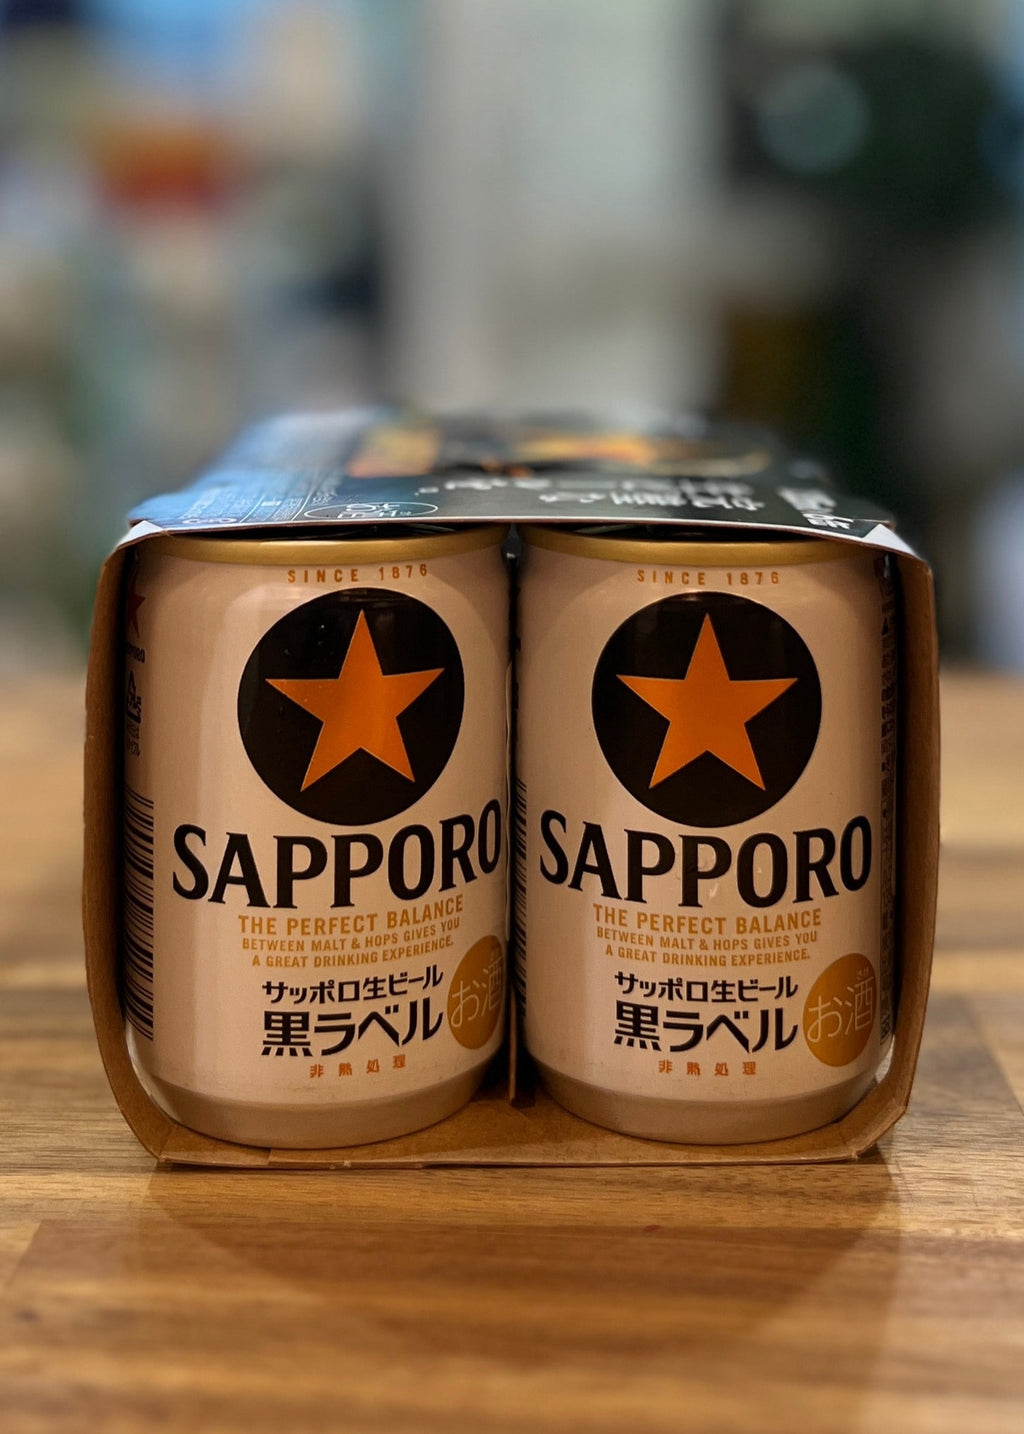 SINCE 1876
SAPPORO
THE PERFECT BALANCE
BETWEEN MALT & HOPS GIVES YOU
A GREAT DRINKING EXPERIENCE.
サッポロ生ビール
黒ラベル
お酒
非熱処理
SINCE 1876
SAPPORO
THE PERFECT BALANCE
BETWEEN MALT & HOPS GIVES YOU
A GREAT DRINKING EXPERIENCE.
サッポロ生ビール
黒ラベル
お酒
非熱処理